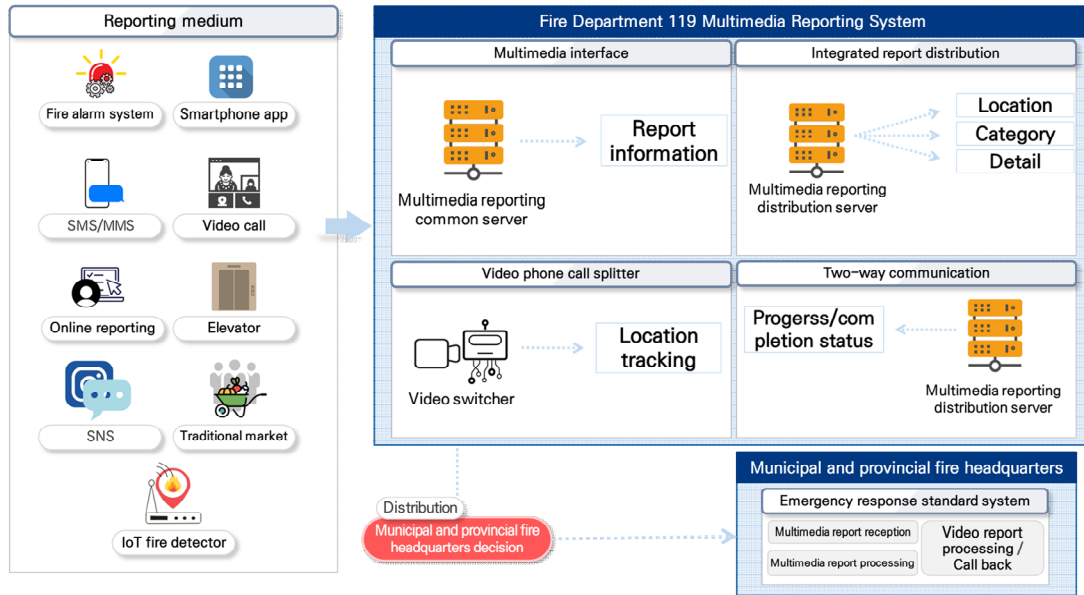 Reporting medium
Fire alarm system
Smartphone app
SMS/MMS
Video call
Online reporting
Elevator
SNS
Traditional market
IoT fire detector
Fire Department 119 Multimedia Reporting System
Multimedia interface
Report
information
Multimedia reporting
common server
Integrated report distribution
Location
Category
Detail
Multimedia reporting
distribution server
Video phone call splitter
Location
tracking
Video switcher
Two-way communication
Progerss/com
pletion status
Multimedia reporting
distribution server
Distribution
Municipal and provincial fire
headquarters decision
Municipal and provincial fire headquarters
Emergency response standard system
Multimedia report reception
Multimedia report processing
Video report
processing /
Call back